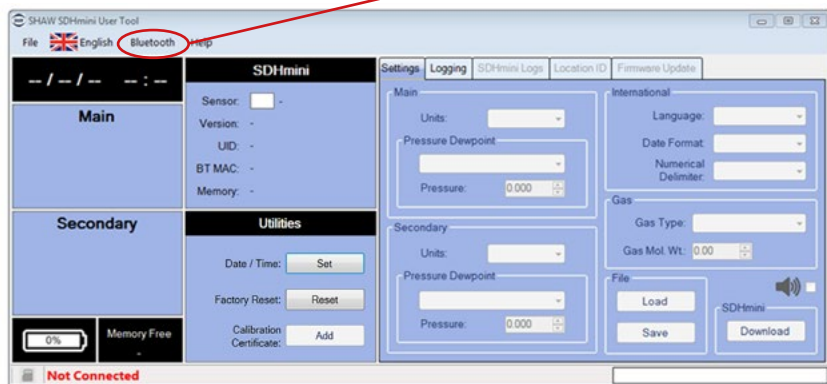 SHAW SDHmini User Tool
File English Bluetooth Help
-- / -- / -- -- : --
Main
Secondary
0%
Memory Free
-
SDHmini
Sensor: -
Version: -
UID: -
BT MAC: -
Memory: -
Utilities
Date / Time: Set
Factory Reset: Reset
Calibration
Certificate: Add
Settings Logging SDHmini Logs Location ID Firmware Update
Main
Units:
Pressure Dewpoint
Pressure: 0.000
Secondary
Units:
Pressure Dewpoint
Pressure: 0.000
International
Language:
Date Format:
Numerical
Delimiter:
Gas
Gas Type:
Gas Mol. Wt.: 0.00
File
Load
Save
SDHmini
Download
Not Connected